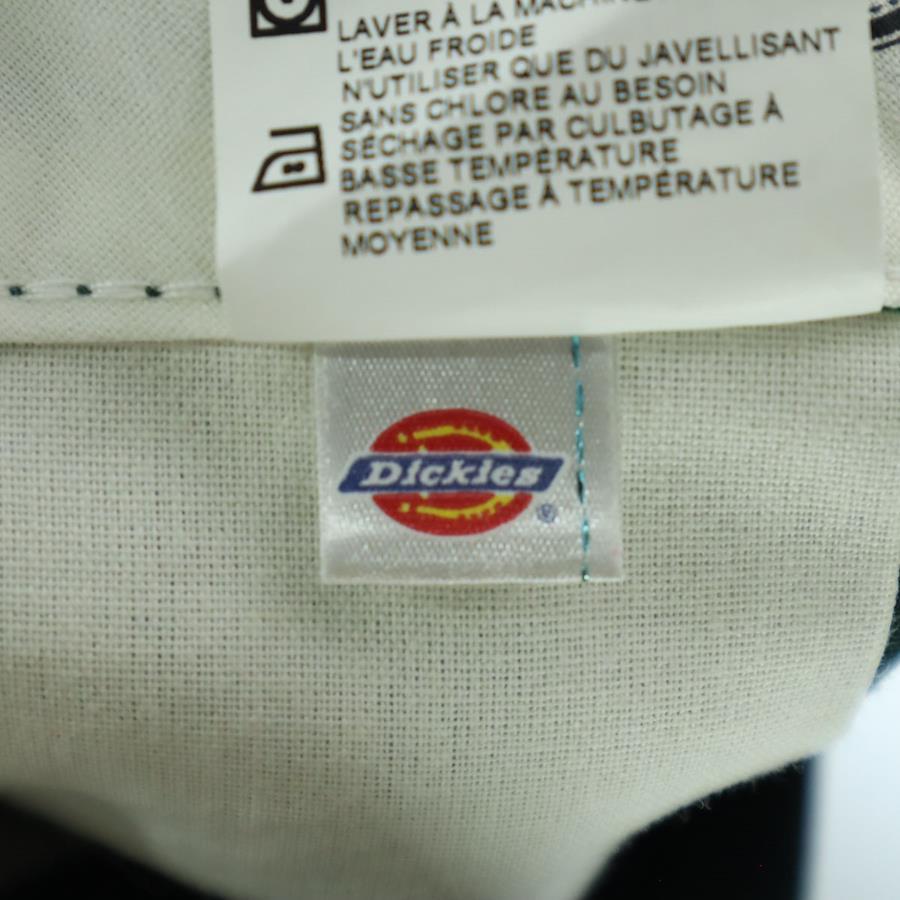 LAVER À LA MACHINE
L'EAU FROIDE
N'UTILISER QUE DU JAVELLISANT
SANS CHLORE AU BESOIN
SÉCHAGE PAR CULBUTAGE À
BASSE TEMPÉRATURE
REPASSAGE À TEMPÉRATURE
MOYENNE
Dickies
®